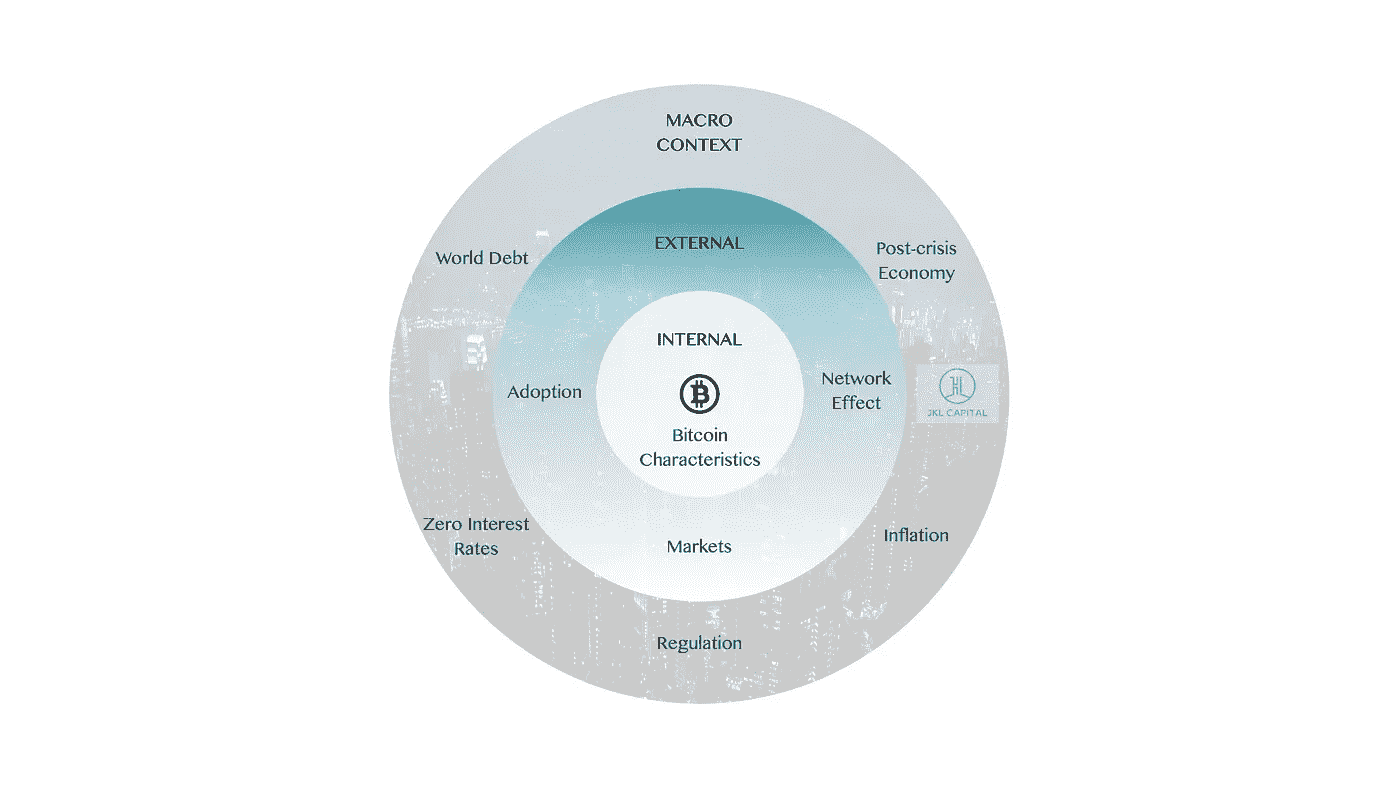 MACRO
CONTEXT
EXTERNAL
World Debt
Post-crisis
Economy
INTERNAL
Adoption
Network
Effect
JKL CAPITAL
Bitcoin
Characteristics
Zero Interest
Rates
Inflation
Markets
Regulation